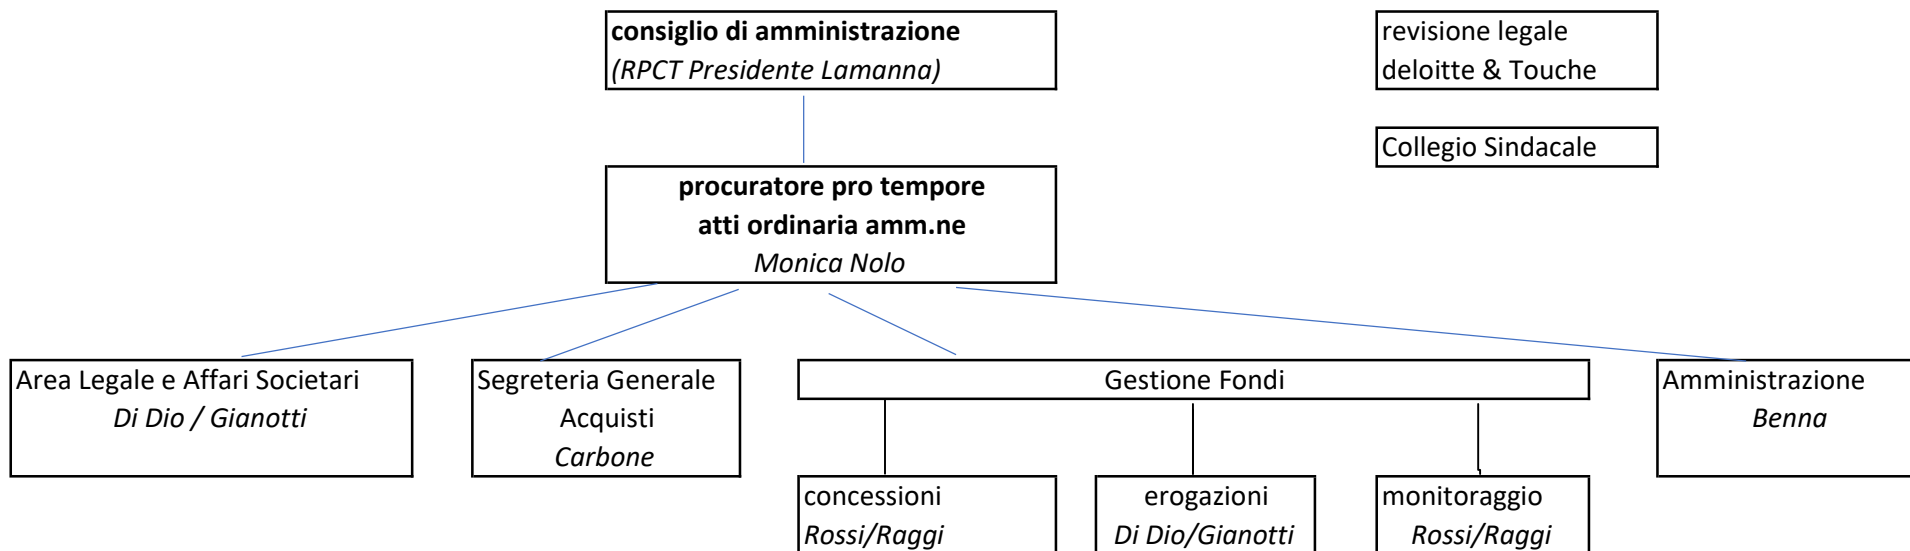 consiglio di amministrazione
(RPCT Presidente Lamanna)
revisione legale
deloitte & Touche
Collegio Sindacale
procuratore pro tempore
atti ordinaria amm.ne
Monica Nolo
Area Legale e Affari Societari
Di Dio / Gianotti
Segreteria Generale
Acquisti
Carbone
Gestione Fondi
Amministrazione
Benna
concessioni
Rossi/Raggi
erogazioni
Di Dio/Gianotti
monitoraggio
Rossi/Raggi